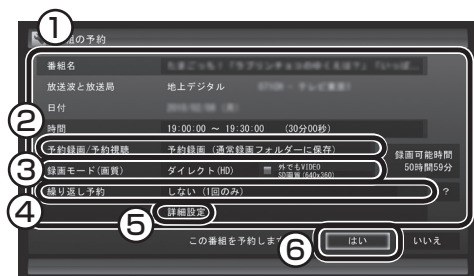 ①
組の予約
番組名
放送波と放送局 地上デジタル
日付
時間 19:00:00 ～ 19:30:00 (30分00秒)
②
予約録画/予約視聴 予約録画 (通常録画フォルダーに保存)
録画可能時間
50時間59分
③
録画モード(画質) ダイレクト(HD) 外でもVIDEO
SD画質(640x360)
④
繰り返し予約 しない (1回のみ) ?
⑤
詳細設定
⑥
この番組を予約しま はい いいえ